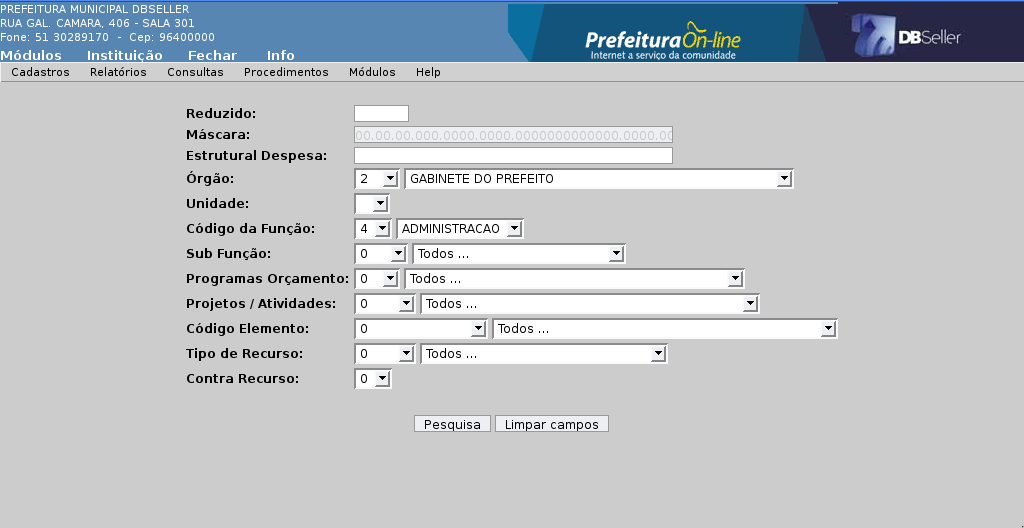 PREFEITURA MUNICIPAL DBSELLER
RUA GAL. CAMARA, 406 - SALA 301
Fone: 51 30289170 - Cep: 96400000
Módulos Instituição Fechar Info
PrefeituraOn-line
Internet a serviço da comunidade
DBSeller
Cadastros Relatórios Consultas Procedimentos Módulos Help
Reduzido:
Máscara: 00.00.00.000.0000.0000.0000000000000.0000.00
Estrutural Despesa:
Órgão: 2 GABINETE DO PREFEITO
Unidade:
Código da Função: 4 ADMINISTRACAO
Sub Função: 0 Todos ...
Programas Orçamento: 0 Todos ...
Projetos / Atividades: 0 Todos ...
Código Elemento: 0 Todos ...
Tipo de Recurso: 0 Todos ...
Contra Recurso: 0
Pesquisa Limpar campos